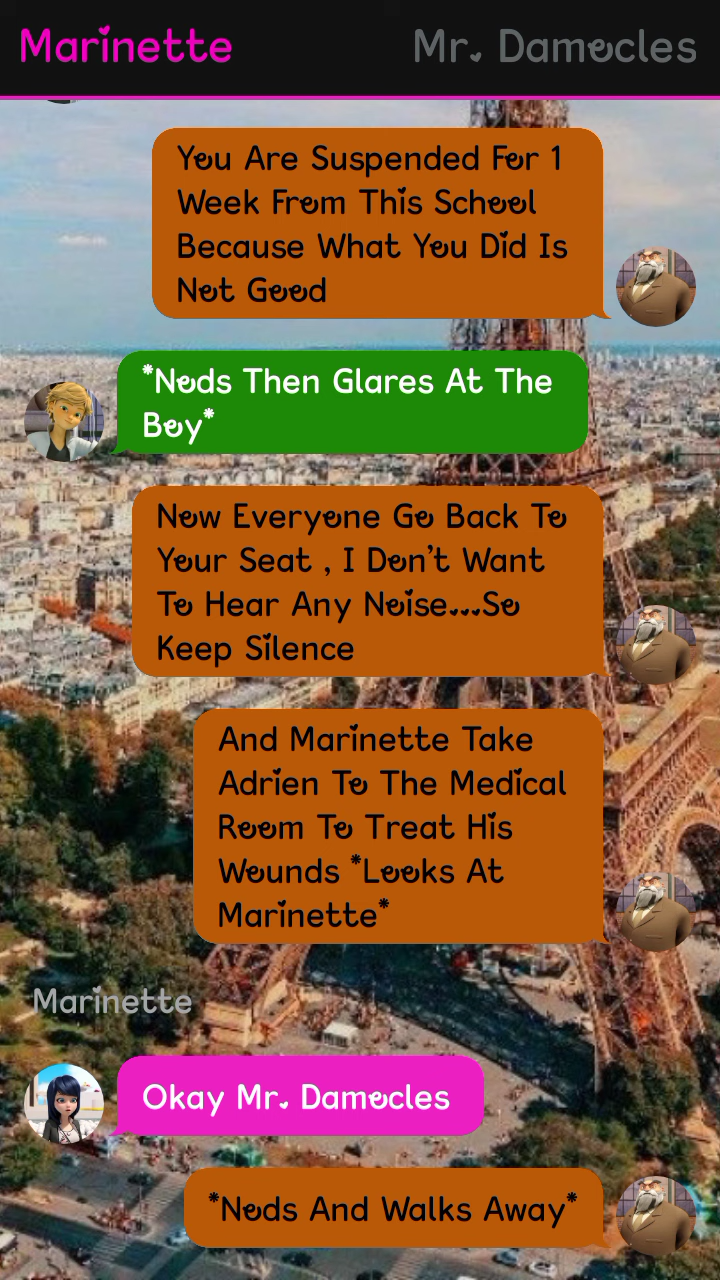 Marinette
Mr. Damocles
You Are Suspended For 1
Week From This School
Because What You Did Is
Not Good
*Nods Then Glares At The
Boy*
Now Everyone Go Back To
Your Seat , I Don't Want
To Hear Any Noise...So
Keep Silence
And Marinette Take
Adrien To The Medical
Room To Treat His
Wounds *Looks At
Marinette*
Marinette
Okay Mr. Damocles
*Nods And Walks Away*